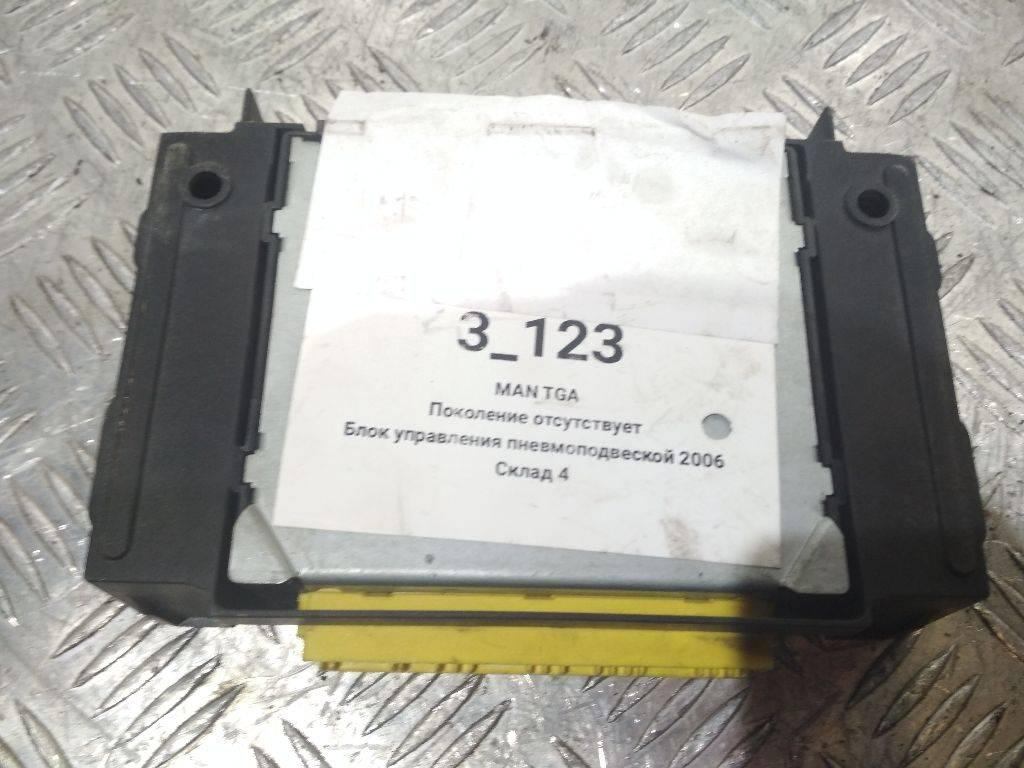 3_123
MAN TGA
Поколение отсутствует
Блок управления пневмоподвеской 2006
Склад 4